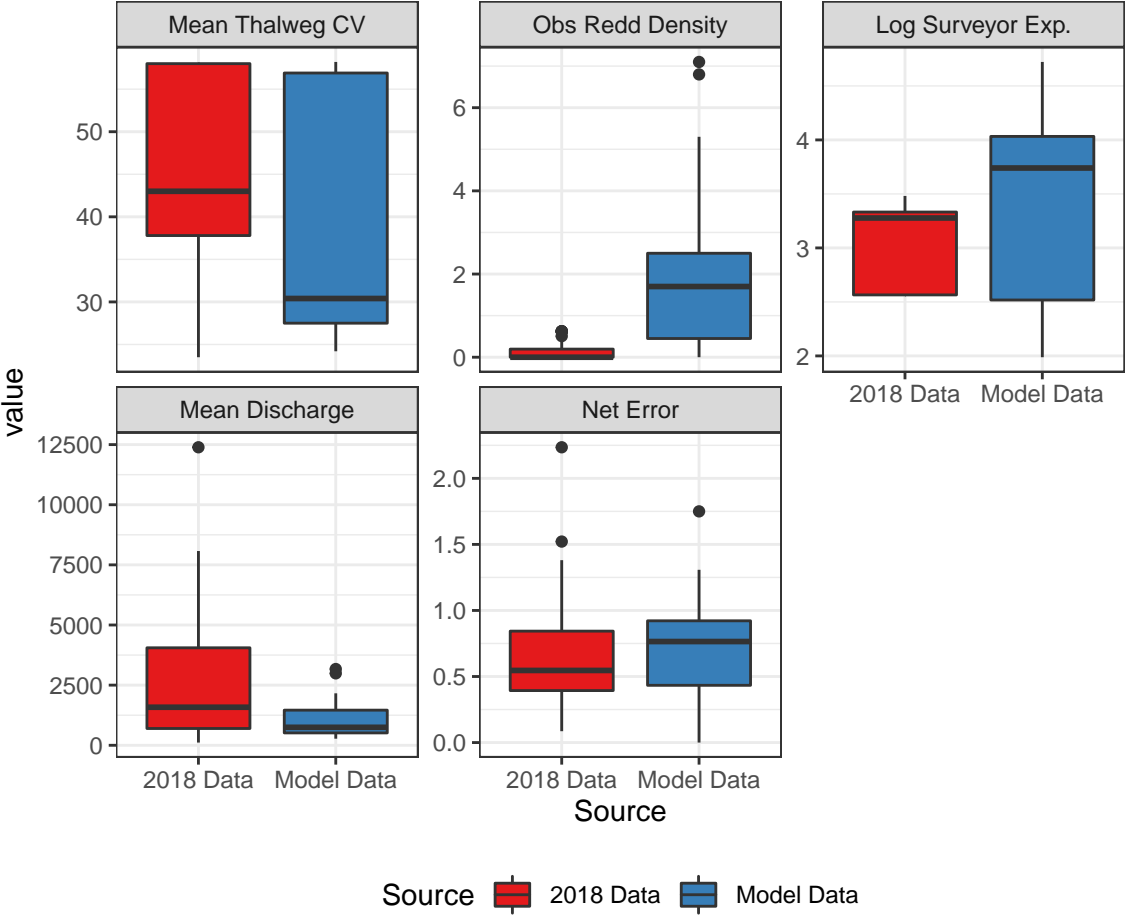 Mean Thalweg CV
Obs Redd Density
Log Surveyor Exp.
50
40
30
6
4
2
0
4
3
2
2018 Data Model Data
value
Mean Discharge
Net Error
12500
10000
7500
5000
2500
0
2.0
1.5
1.0
0.5
0.0
2018 Data Model Data
2018 Data Model Data
Source
Source 2018 Data Model Data